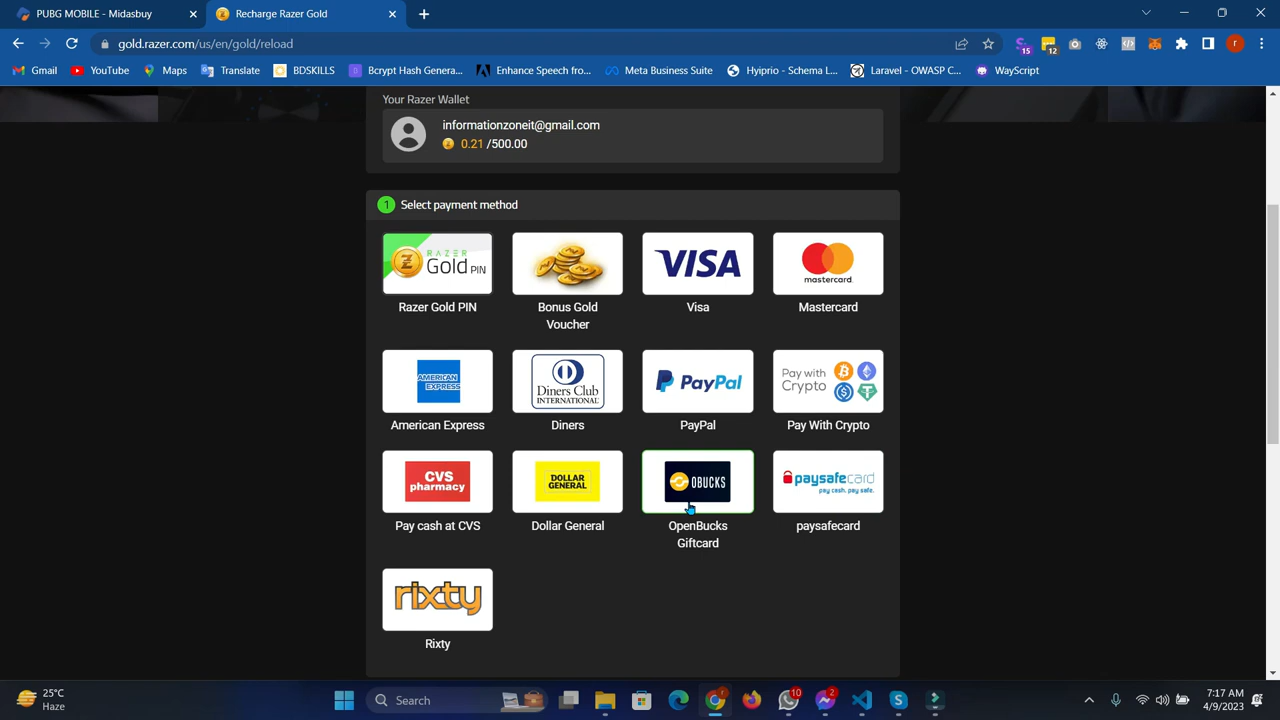 PUBG MOBILE - Midasbuy
Recharge Razer Gold
gold.razer.com/us/en/gold/reload
15
12
r
Gmail
YouTube
Maps
Translate
BDSKILLS
Bcrypt Hash Genera...
Enhance Speech fro...
Meta Business Suite
Hyiprio - Schema L...
Laravel - OWASP C...
WayScript
Your Razer Wallet
informationzoneit@gmail.com
0.21 /500.00
1 Select payment method
RAZER
Gold PIN
VISA
mastercard.
Razer Gold PIN
Bonus Gold
Voucher
Visa
Mastercard
AMERICAN
EXPRESS
Diners Club
INTERNATIONAL
PayPal
Pay with
Crypto
American Express
Diners
PayPal
Pay With Crypto
CVS
pharmacy
DOLLAR
GENERAL
OBUCKS
paysafecard
pay cash. pay safe.
Pay cash at CVS
Dollar General
OpenBucks
Giftcard
paysafecard
rixty
Rixty
25°C
Haze
Search
10
2
7:17 AM
4/9/2023